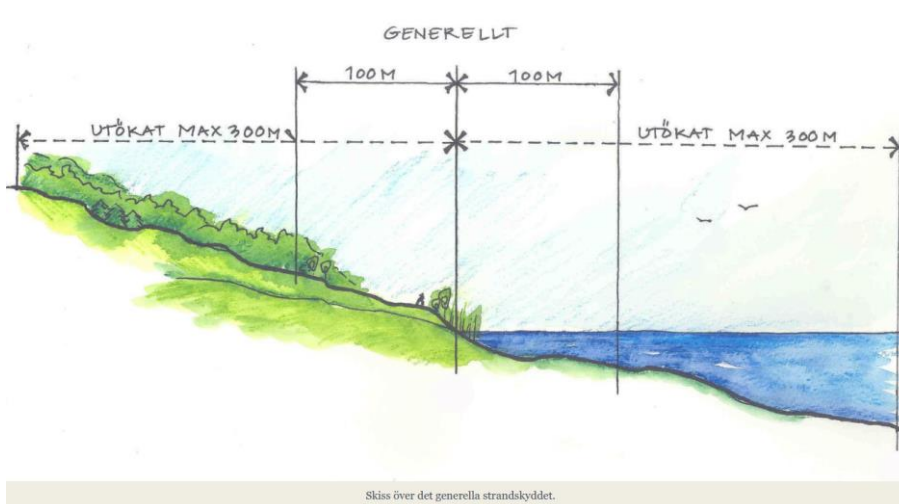 GENERELLT
100M 100M
UTÖKAT MAX 300M UTÖKAT MAX 300M
Skiss över det generella strandskyddet.